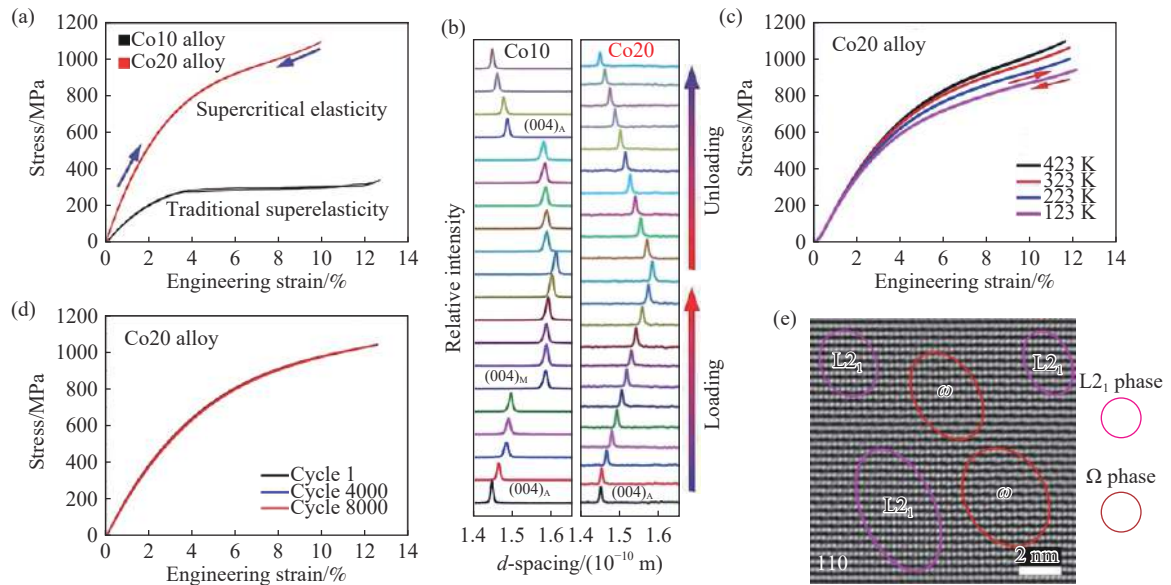 (a)
1200
1000
800
600
400
200
0
Stress/MPa
Co10 alloy
Co20 alloy
Supercritical elasticity
Traditional superelasticity
0 2 4 6 8 10 12 14
Engineering strain/%
(b)
Co10
Co20
(004)A
(004)M
(004)A
(004)A
Relative intensity
Unloading
Loading
1.4 1.5 1.6
1.4 1.5 1.6
d-spacing/(10⁻¹⁰ m)
(c)
1200
1000
800
600
400
200
0
Stress/MPa
Co20 alloy
423 K
323 K
223 K
123 K
0 2 4 6 8 10 12 14
Engineering strain/%
(d)
1200
1000
800
600
400
200
0
Stress/MPa
Co20 alloy
Cycle 1
Cycle 4000
Cycle 8000
0 2 4 6 8 10 12 14
Engineering strain/%
(e)
L2₁
L2₁
ω
L2₁
ω
110
2 nm
L2₁ phase
Ω phase